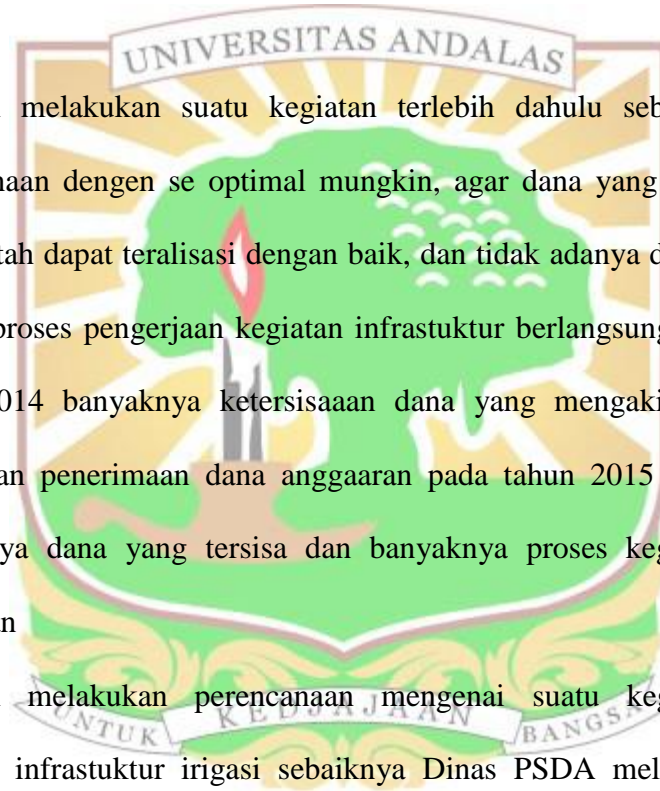 UNIVERSITAS ANDALAS
melakukan suatu kegiatan terlebih dahulu seb
naan dengen se optimal mungkin, agar dana yang
tah dapat teralisasi dengan baik, dan tidak adanya d
proses pengerjaan kegiatan infrastuktur berlangsung
014 banyaknya ketersisaaan dana yang mengaki
an penerimaan dana anggaaran pada tahun 2015
ya dana yang tersisa dan banyaknya proses keg
an
melakukan perencanaan mengenai suatu keg
UNTUK KEDJAJAAN BANGSA
infrastuktur irigasi sebaiknya Dinas PSDA mel